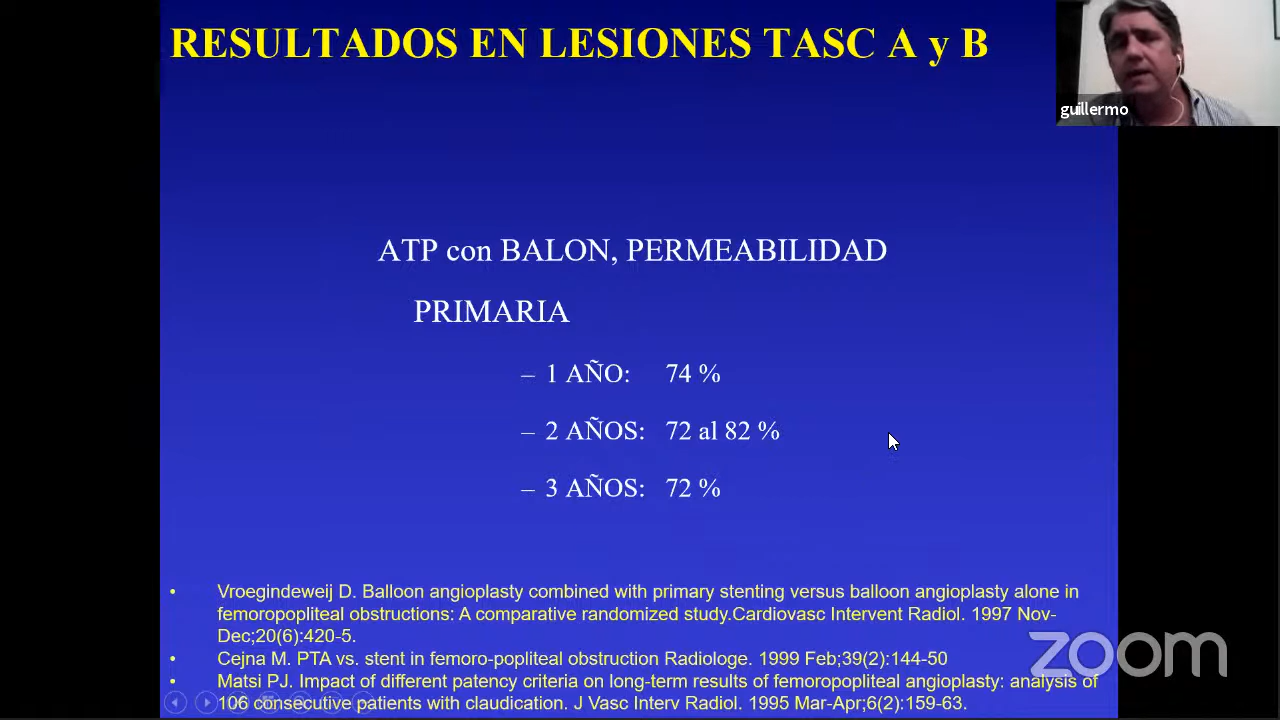 RESULTADOS EN LESIONES TASC A y B
guillermo
ATP con BALON, PERMEABILIDAD
PRIMARIA
– 1 AÑO: 74 %
– 2 AÑOS: 72 al 82 %
– 3 AÑOS: 72 %
• Vroegindeweij D. Balloon angioplasty combined with primary stenting versus balloon angioplasty alone in
femoropopliteal obstructions: A comparative randomized study.Cardiovasc Intervent Radiol. 1997 Nov-
Dec;20(6):420-5.
• Cejna M. PTA vs. stent in femoro-popliteal obstruction Radiologe. 1999 Feb;39(2):144-50
• Matsi PJ. Impact of different patency criteria on long-term results of femoropopliteal angioplasty: analysis of
106 consecutive patients with claudication. J Vasc Interv Radiol. 1995 Mar-Apr;6(2):159-63.
zoom